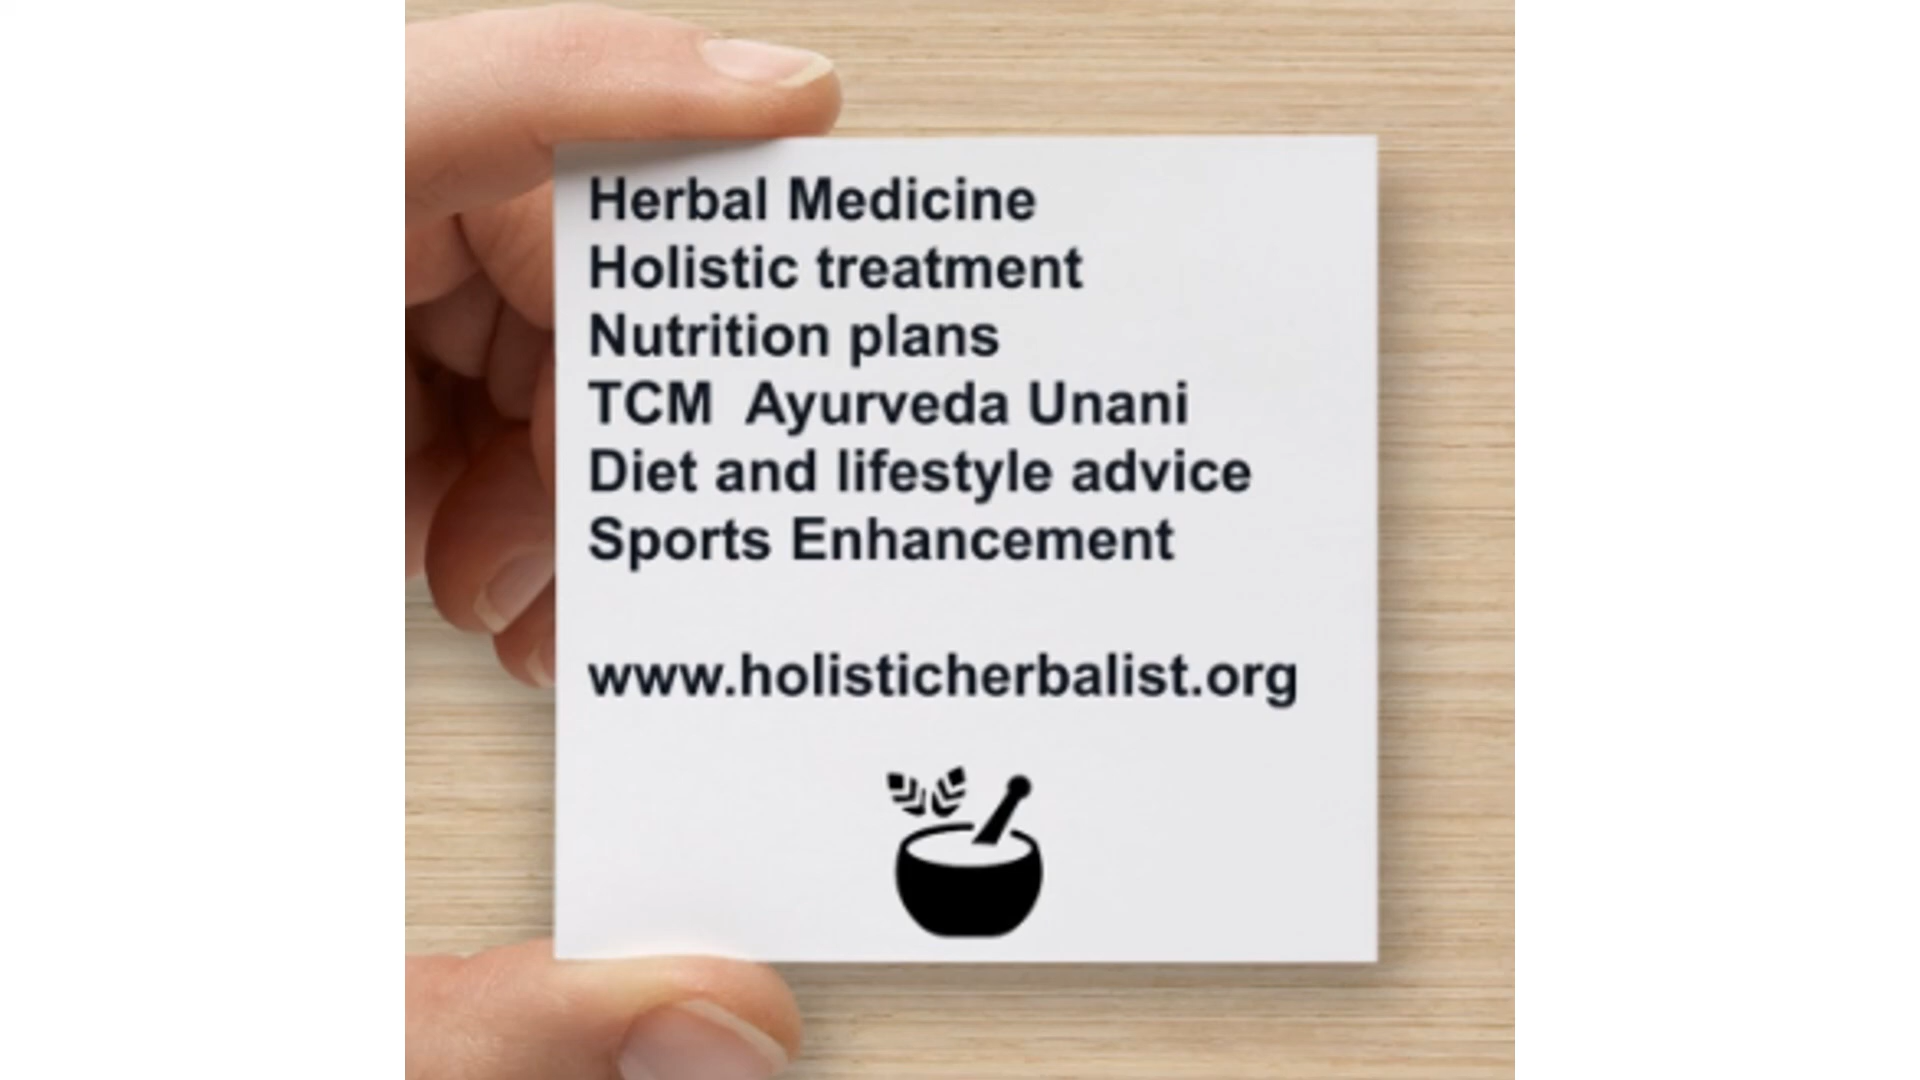 Herbal Medicine
Holistic treatment
Nutrition plans
TCM  Ayurveda Unani
Diet and lifestyle advice
Sports Enhancement
www.holisticherbalist.org